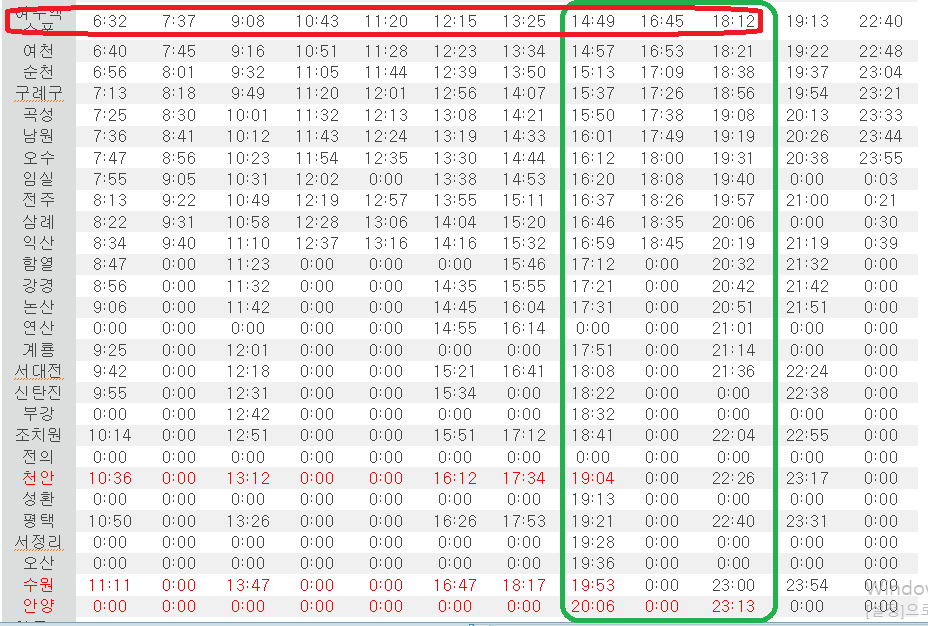 여수엑스포 6:32 7:37 9:08 10:43 11:20 12:15 13:25 14:49 16:45 18:12 19:13 22:40
여천 6:40 7:45 9:16 10:51 11:28 12:23 13:34 14:57 16:53 18:21 19:22 22:48
순천 6:56 8:01 9:32 11:05 11:44 12:39 13:50 15:13 17:09 18:38 19:37 23:04
구례구 7:13 8:18 9:49 11:20 12:01 12:56 14:07 15:37 17:26 18:56 19:54 23:21
곡성 7:25 8:30 10:01 11:32 12:13 13:08 14:21 15:50 17:38 19:08 20:13 23:33
남원 7:36 8:41 10:12 11:43 12:24 13:19 14:33 16:01 17:49 19:19 20:26 23:44
오수 7:47 8:56 10:23 11:54 12:35 13:30 14:44 16:12 18:00 19:31 20:38 23:55
임실 7:55 9:05 10:31 12:02 0:00 13:38 14:53 16:20 18:08 19:40 0:00 0:03
전주 8:13 9:22 10:49 12:19 12:57 13:55 15:11 16:37 18:26 19:57 21:00 0:21
삼례 8:22 9:31 10:58 12:28 13:06 14:04 15:20 16:46 18:35 20:06 0:00 0:30
익산 8:34 9:40 11:10 12:37 13:16 14:16 15:32 16:59 18:45 20:19 21:19 0:39
함열 8:47 0:00 11:23 0:00 0:00 0:00 15:46 17:12 0:00 20:32 21:32 0:00
강경 8:56 0:00 11:32 0:00 0:00 14:35 15:55 17:21 0:00 20:42 21:42 0:00
논산 9:06 0:00 11:42 0:00 0:00 14:45 16:04 17:31 0:00 20:51 21:51 0:00
연산 0:00 0:00 0:00 0:00 0:00 14:55 16:14 0:00 0:00 21:01 0:00 0:00
계룡 9:25 0:00 12:01 0:00 0:00 0:00 0:00 17:51 0:00 21:14 0:00 0:00
서대전 9:42 0:00 12:18 0:00 0:00 15:21 16:41 18:08 0:00 21:36 22:24 0:00
신탄진 9:55 0:00 12:31 0:00 0:00 15:34 0:00 18:22 0:00 0:00 22:38 0:00
부강 0:00 0:00 12:42 0:00 0:00 0:00 0:00 18:32 0:00 0:00 0:00 0:00
조치원 10:14 0:00 12:51 0:00 0:00 15:51 17:12 18:41 0:00 22:04 22:55 0:00
전의 0:00 0:00 0:00 0:00 0:00 0:00 0:00 0:00 0:00 0:00 0:00 0:00
천안 10:36 0:00 13:12 0:00 0:00 16:12 17:34 19:04 0:00 22:26 23:17 0:00
성환 0:00 0:00 0:00 0:00 0:00 0:00 0:00 19:13 0:00 0:00 0:00 0:00
평택 10:50 0:00 13:26 0:00 0:00 16:26 17:53 19:21 0:00 22:40 23:31 0:00
서정리 0:00 0:00 0:00 0:00 0:00 0:00 0:00 19:28 0:00 0:00 0:00 0:00
오산 0:00 0:00 0:00 0:00 0:00 0:00 0:00 19:36 0:00 0:00 0:00 0:00
수원 11:11 0:00 13:47 0:00 0:00 16:47 18:17 19:53 0:00 23:00 23:54 0:00
안양 0:00 0:00 0:00 0:00 0:00 0:00 0:00 20:06 0:00 23:13 0:00 0:00